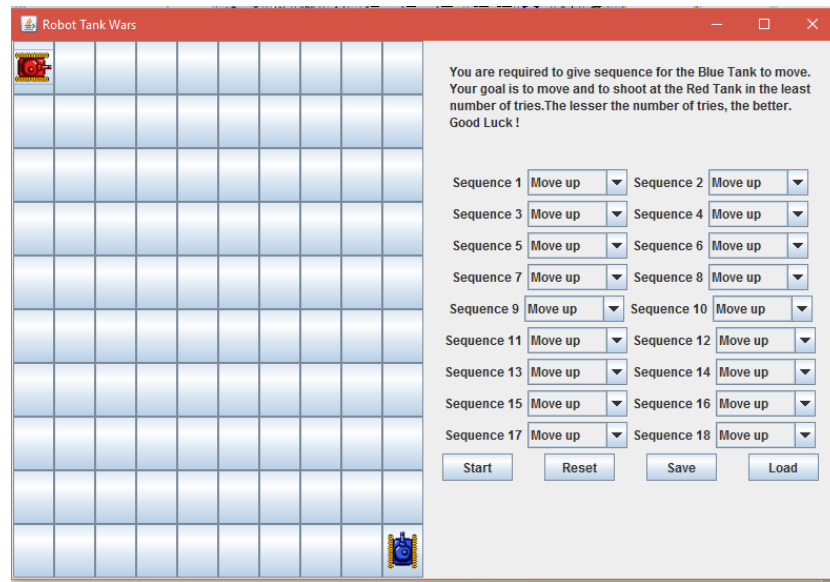 Robot Tank Wars
You are required to give sequence for the Blue Tank to move.
Your goal is to move and to shoot at the Red Tank in the least
number of tries.The lesser the number of tries, the better.
Good Luck !
Sequence 1 Move up Sequence 2 Move up
Sequence 3 Move up Sequence 4 Move up
Sequence 5 Move up Sequence 6 Move up
Sequence 7 Move up Sequence 8 Move up
Sequence 9 Move up Sequence 10 Move up
Sequence 11 Move up Sequence 12 Move up
Sequence 13 Move up Sequence 14 Move up
Sequence 15 Move up Sequence 16 Move up
Sequence 17 Move up Sequence 18 Move up
Start Reset Save Load